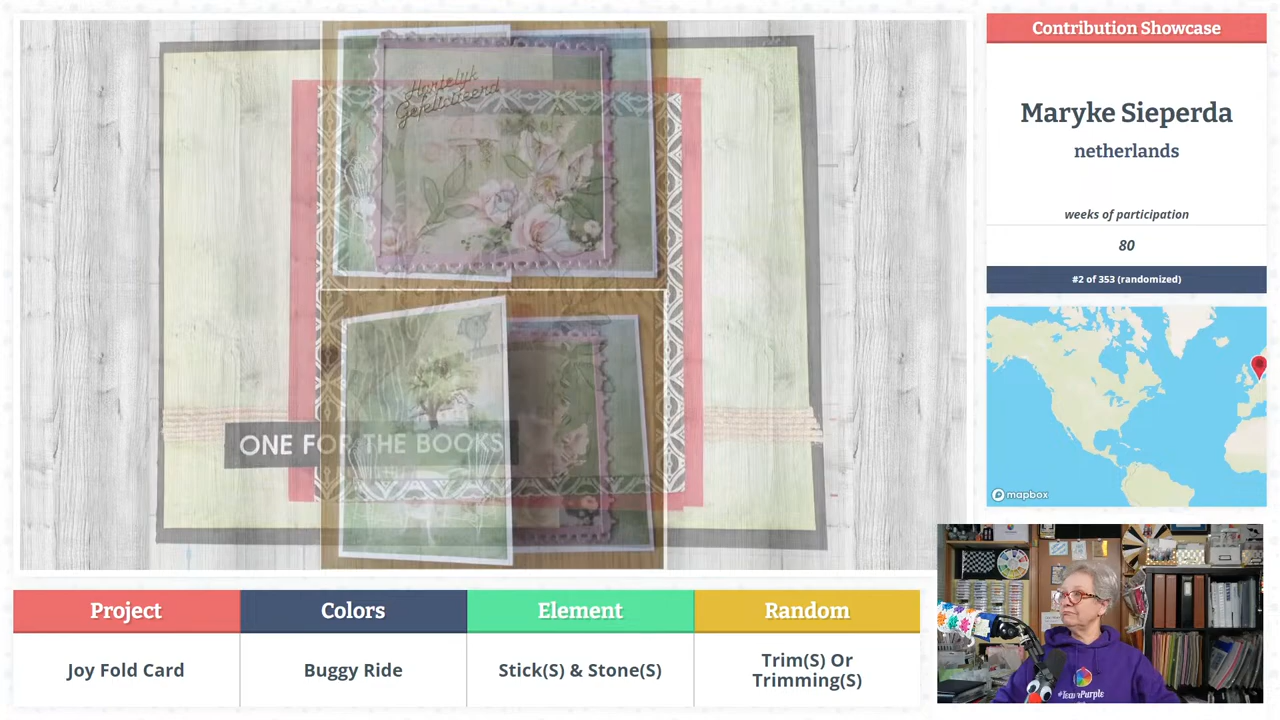 Contribution Showcase
Maryke Sieperda
netherlands
weeks of participation
80
#2 of 353 (randomized)
Hartelijk
Gefeliciteerd
ONE FOR THE BOOKS
mapbox
Project
Joy Fold Card
Colors
Buggy Ride
Element
Stick(S) & Stone(S)
Random
Trim(S) Or
Trimming(S)
#TeamPurple